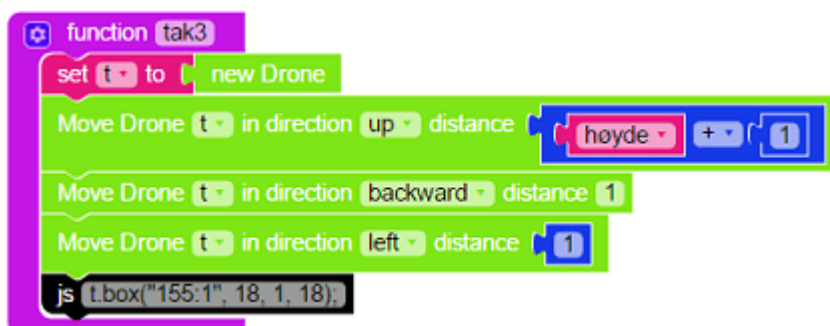 function tak3
set t to new Drone
Move Drone t in direction up distance høyde + 1
Move Drone t in direction backward distance 1
Move Drone t in direction left distance 1
js t.box("155:1", 18, 1, 18);